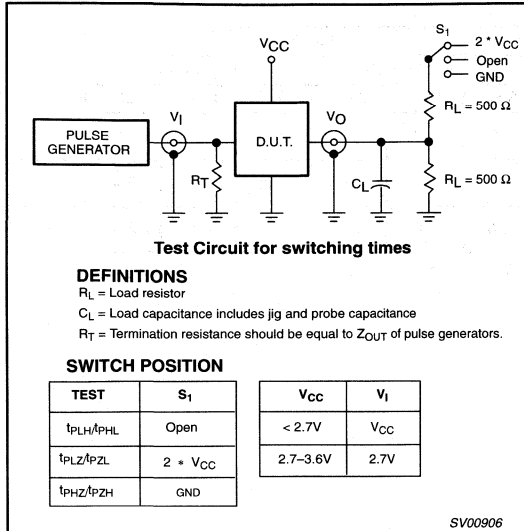 S1
2 * VCC
VCC
Open
GND
VI
VO
RL = 500 Ω
PULSE
GENERATOR
D.U.T.
RT
CL
RL = 500 Ω
Test Circuit for switching times
DEFINITIONS
RL = Load resistor
CL = Load capacitance includes jig and probe capacitance
RT = Termination resistance should be equal to ZOUT of pulse generators.
SWITCH POSITION
TEST S1
tPLH/tPHL Open
tPLZ/tPZL 2 * VCC
tPHZ/tPZH GND
VCC VI
< 2.7V VCC
2.7–3.6V 2.7V
SV00906